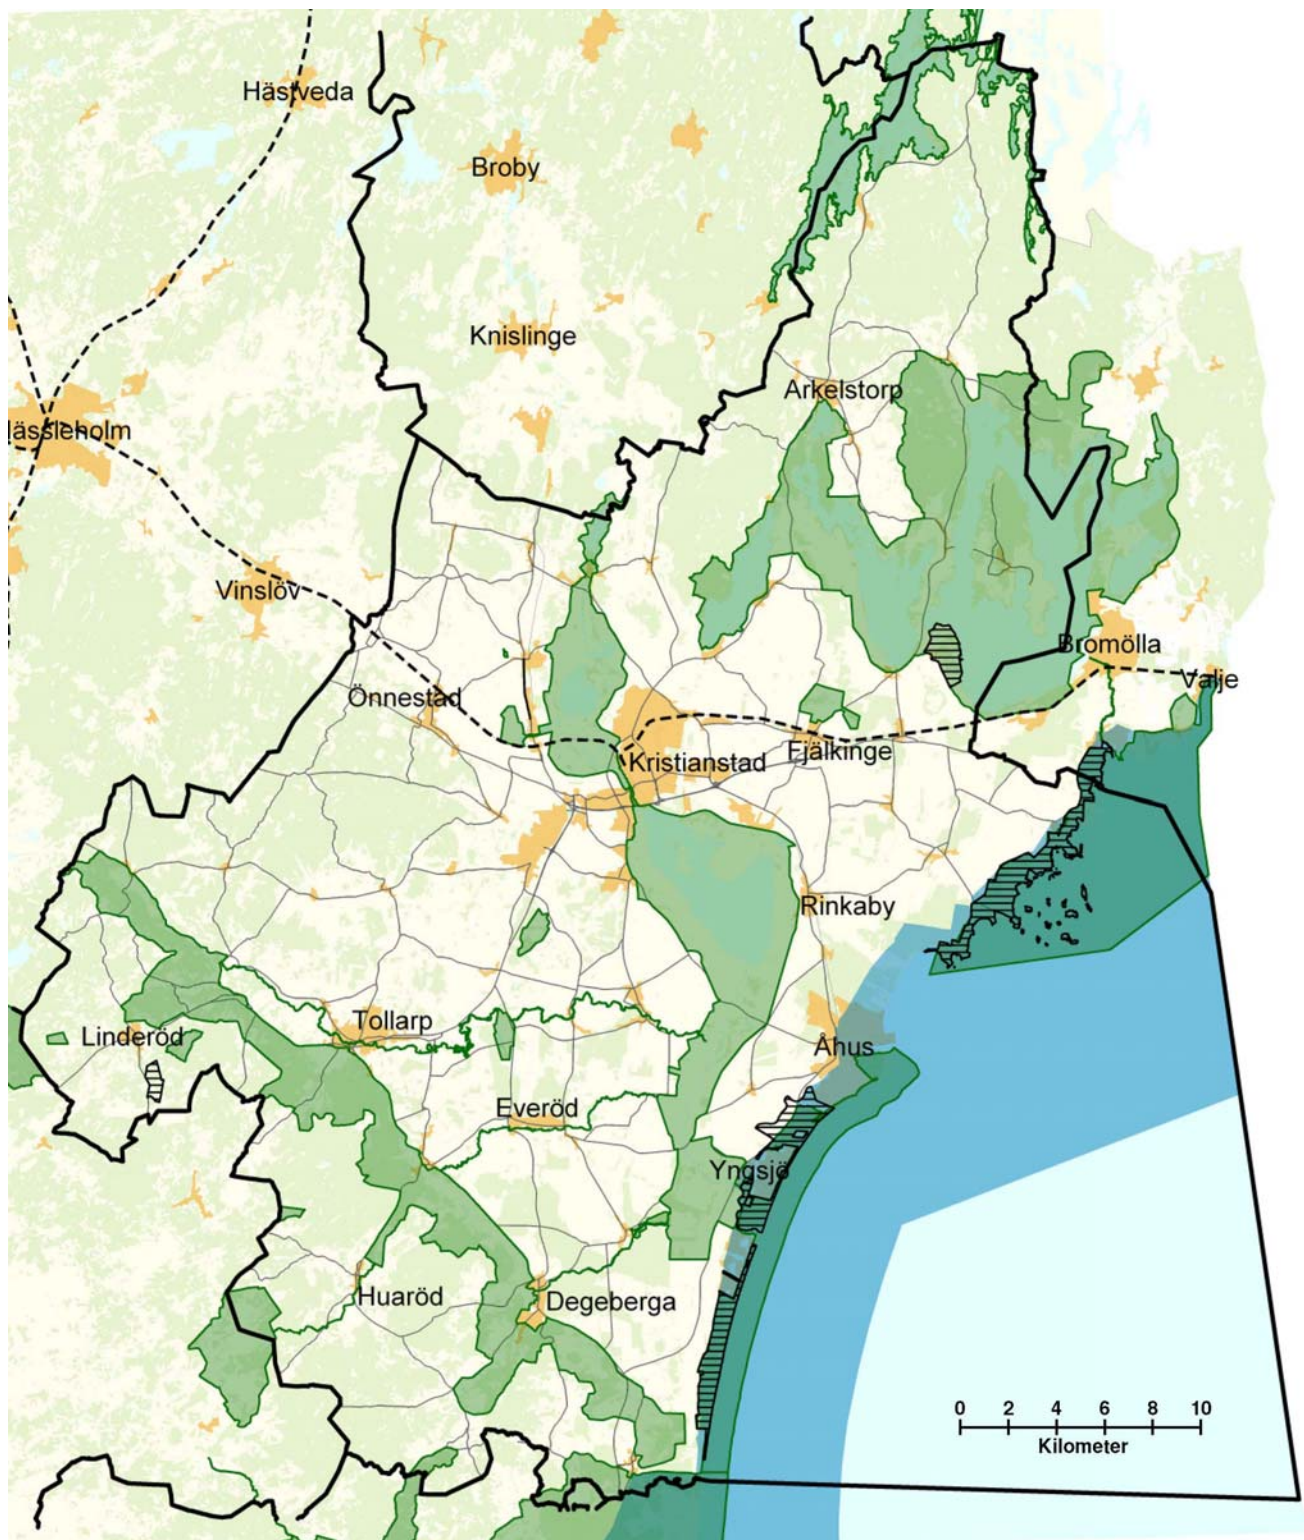 Hästveda
Broby
Knislinge
Arkelstorp
ässleholm
Vinslöv
Bromölla
Valje
Önnestad
Fjälkinge
Kristianstad
Rinkaby
Tollarp
Linderöd
Åhus
Everöd
Yngsjö
Huaröd
Degeberga
0 2 4 6 8 10
Kilometer